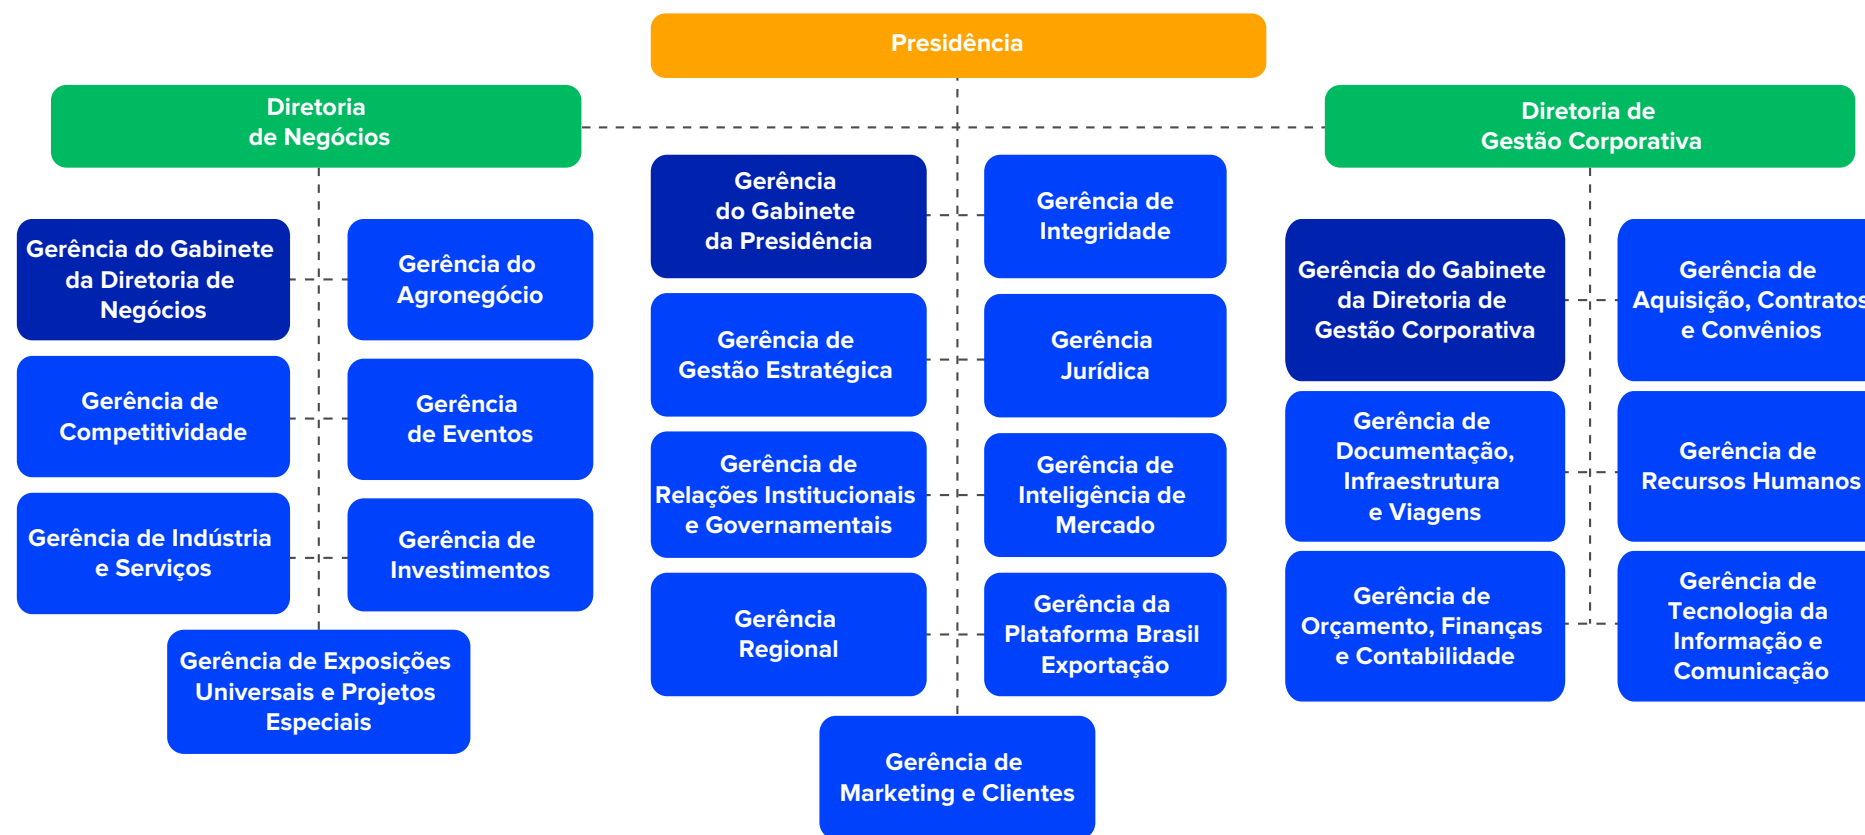 Presidência
Diretoria
de Negócios
Diretoria de
Gestão Corporativa
Gerência do Gabinete
da Diretoria de
Negócios
Gerência do
Agronegócio
Gerência de
Competitividade
Gerência
de Eventos
Gerência de Indústria
e Serviços
Gerência de
Investimentos
Gerência de Exposições
Universais e Projetos
Especiais
Gerência
do Gabinete
da Presidência
Gerência de
Integridade
Gerência de
Gestão Estratégica
Gerência
Jurídica
Gerência de
Relações Institucionais
e Governamentais
Gerência de
Inteligência de
Mercado
Gerência
Regional
Gerência da
Plataforma Brasil
Exportação
Gerência de
Marketing e Clientes
Gerência do Gabinete
da Diretoria de
Gestão Corporativa
Gerência de
Aquisição, Contratos
e Convênios
Gerência de
Documentação,
Infraestrutura
e Viagens
Gerência de
Recursos Humanos
Gerência de
Orçamento, Finanças
e Contabilidade
Gerência de
Tecnologia da
Informação e
Comunicação